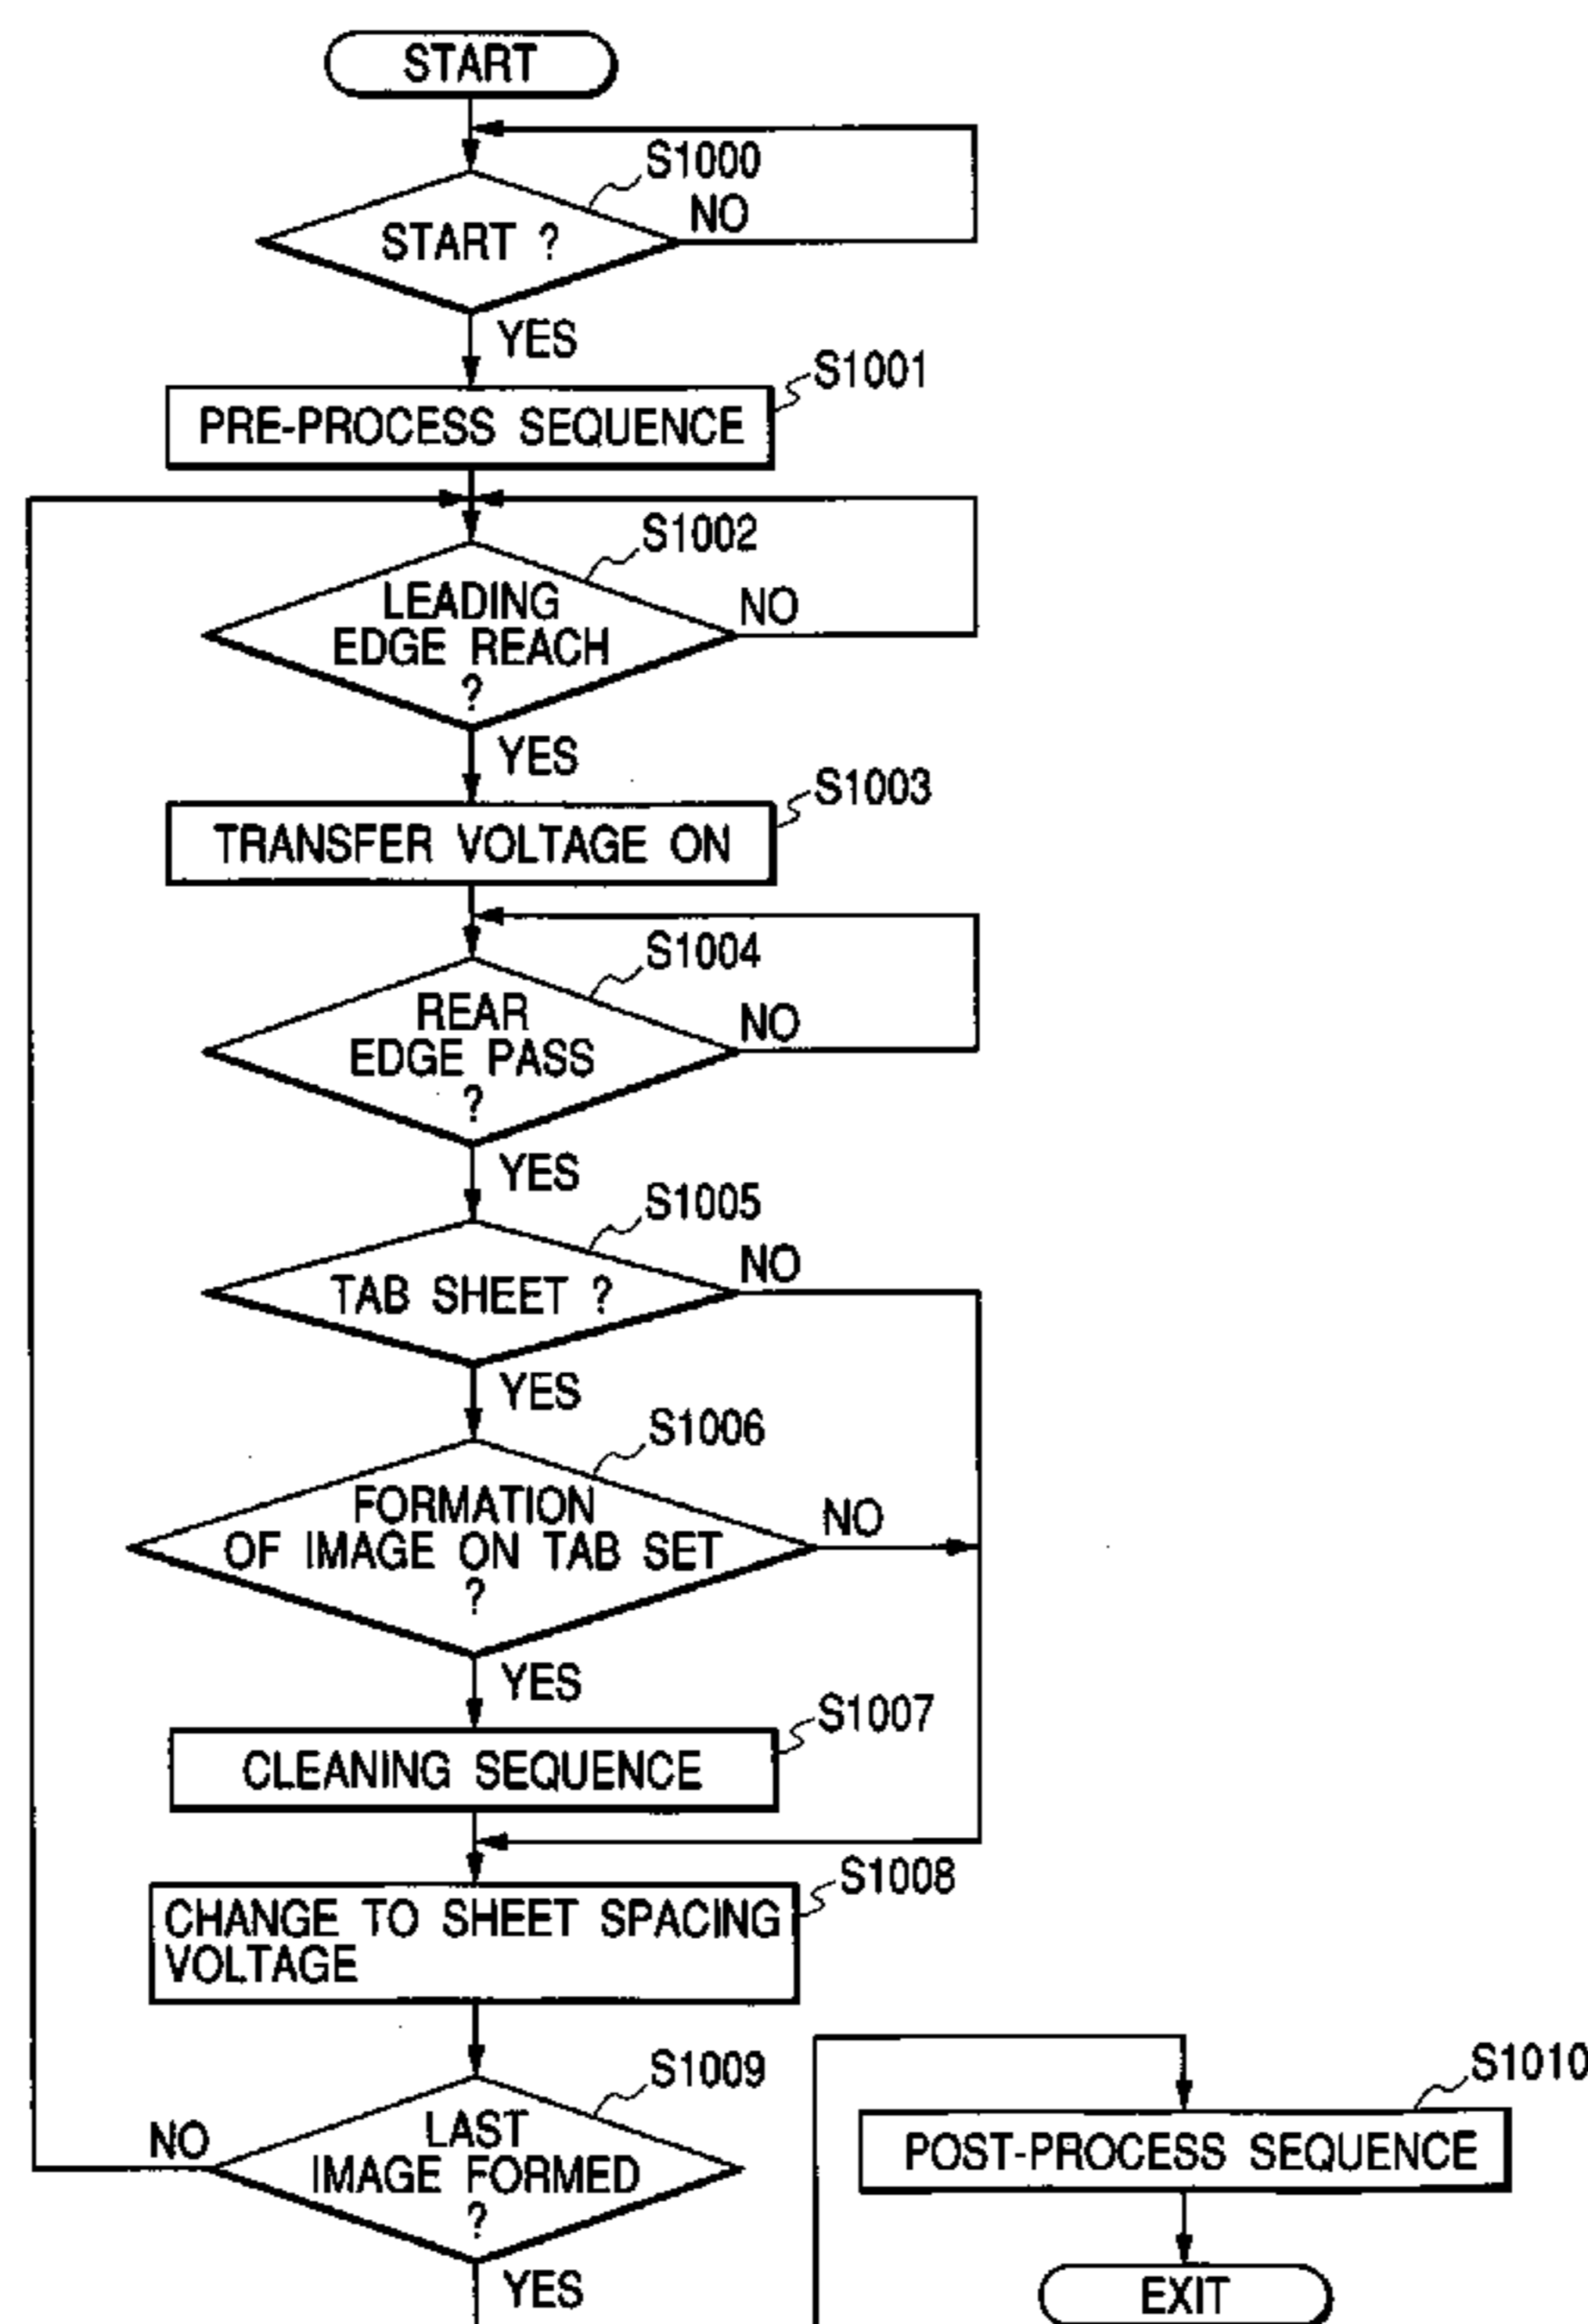 START
S1000
START ?
NO
YES
S1001
PRE-PROCESS SEQUENCE
S1002
LEADING
EDGE REACH
?
NO
YES
S1003
TRANSFER VOLTAGE ON
S1004
REAR
EDGE PASS
?
NO
YES
S1005
TAB SHEET ?
NO
YES
S1006
FORMATION
OF IMAGE ON TAB SET
?
NO
YES
S1007
CLEANING SEQUENCE
S1008
CHANGE TO SHEET SPACING
VOLTAGE
S1009
LAST
IMAGE FORMED
?
NO
YES
S1010
POST-PROCESS SEQUENCE
EXIT